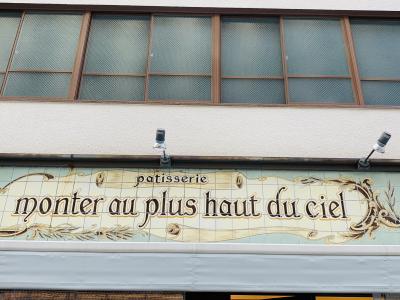 patisserie
monter au plus haut du ciel